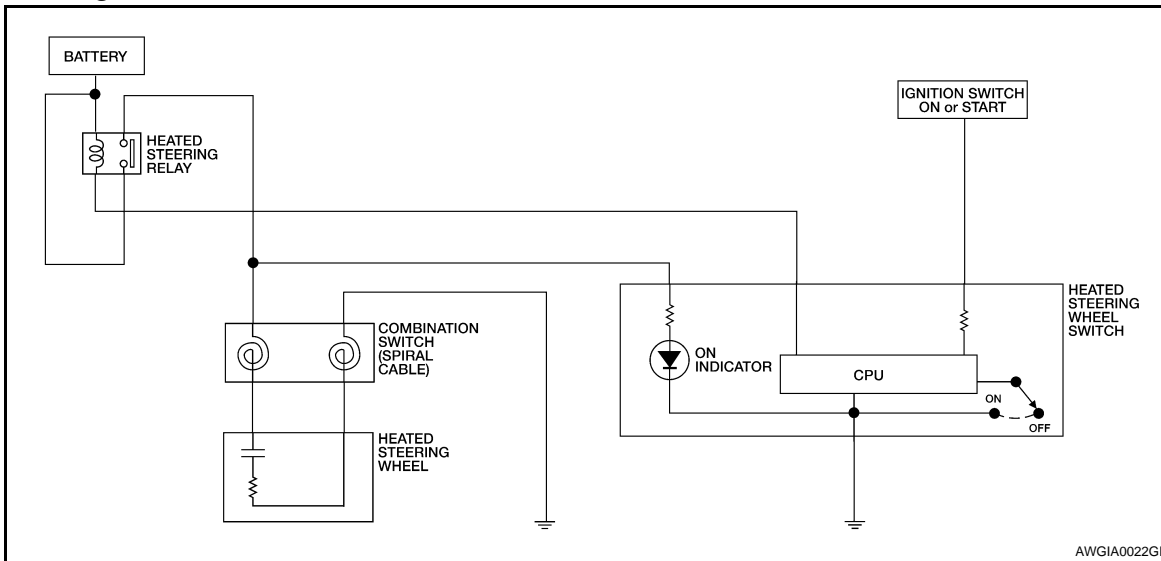 BATTERY
IGNITION SWITCH
ON or START
HEATED
STEERING
RELAY
HEATED
STEERING
WHEEL
SWITCH
COMBINATION
SWITCH
(SPIRAL
CABLE)
ON
INDICATOR
CPU
ON
OFF
HEATED
STEERING
WHEEL